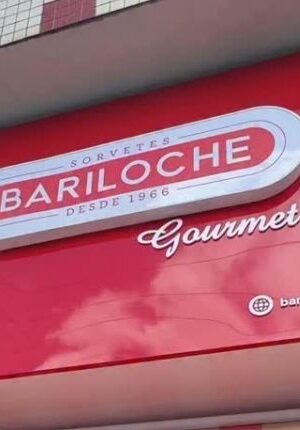 SORVETES
BARILOCHE
DESDE 1966
Gourmet